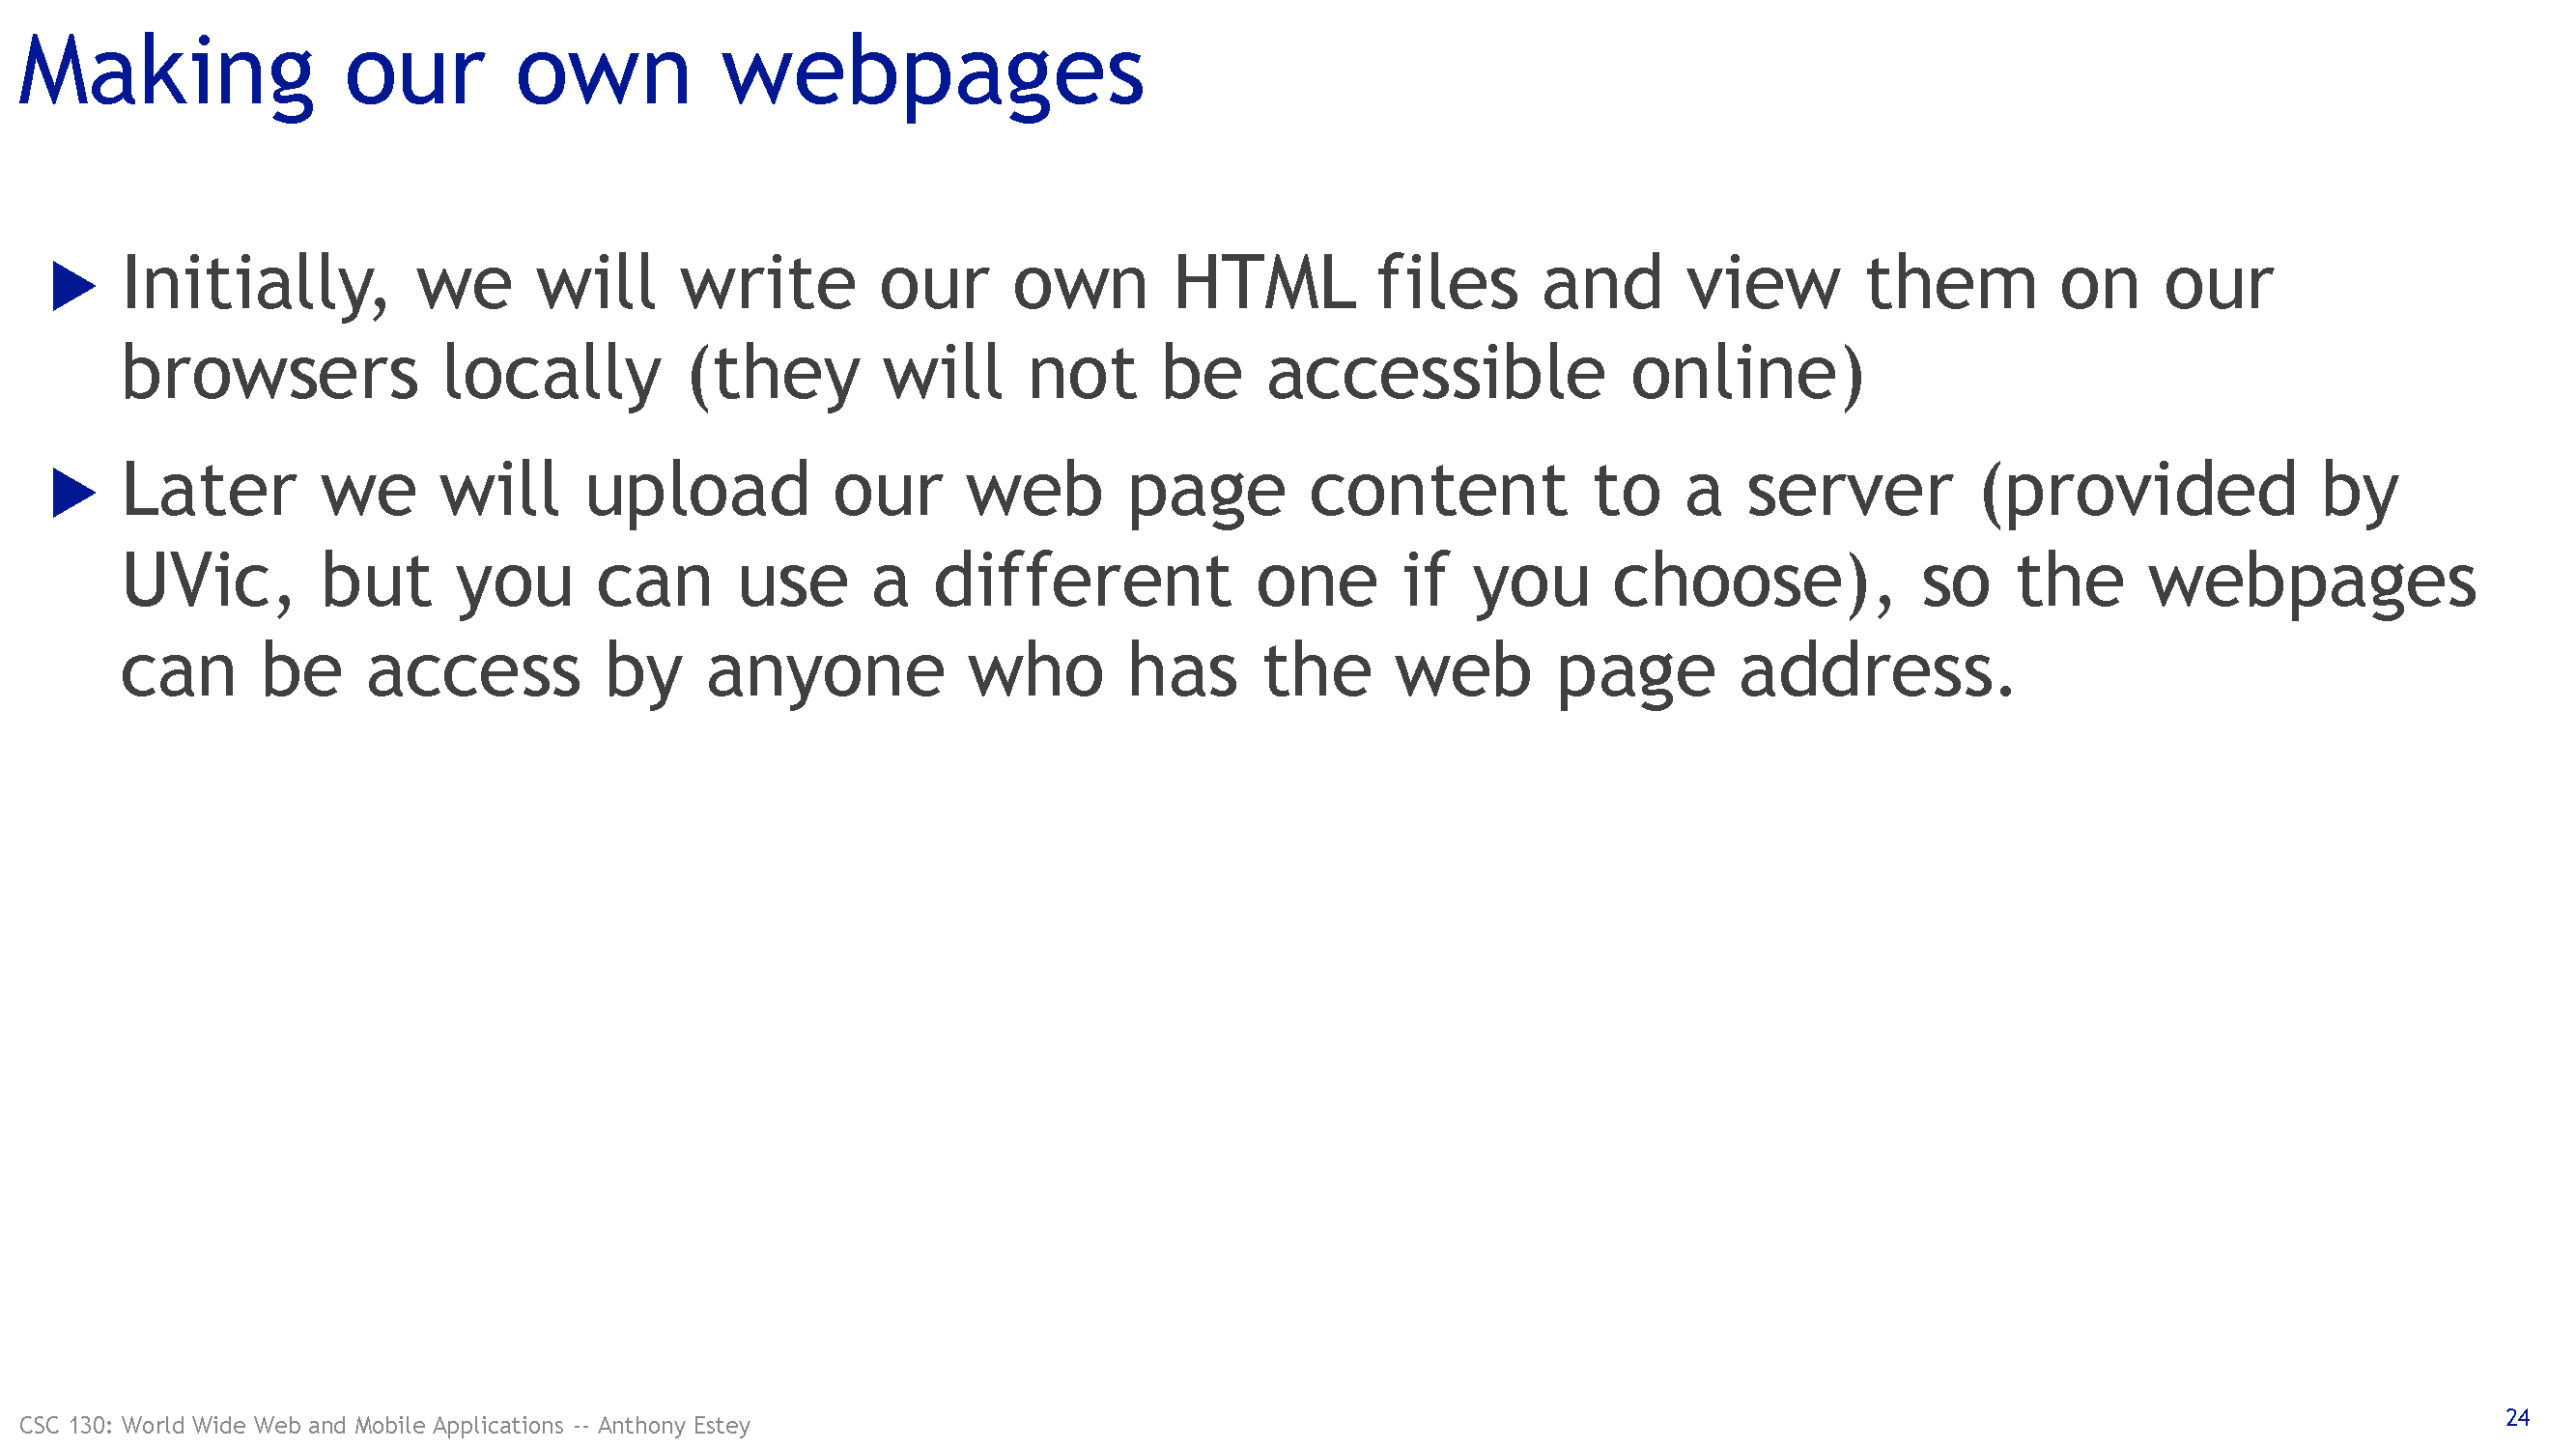 Making our own webpages
Initially, we will write our own HTML files and view them on our
browsers locally (they will not be accessible online)
Later we will upload our web page content to a server (provided by
UVic, but you can use a different one if you choose), so the webpages
can be access by anyone who has the web page address.
CSC 130: World Wide Web and Mobile Applications -- Anthony Estey
24